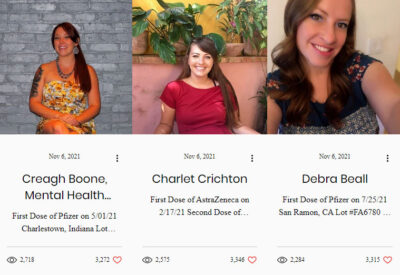 Nov 6, 2021
Creagh Boone,
Mental Health...
First Dose of Pfizer on 5/01/21
Charlestown, Indiana Lot...
2,718 3,272
Nov 6, 2021
Charlet Crichton
First Dose of AstraZeneca on
2/17/21 Second Dose of...
2,575 3,346
Nov 6, 2021
Debra Beall
First Dose of Pfizer on 7/25/21
San Ramon, CA Lot #FA6780 ...
2,284 3,315